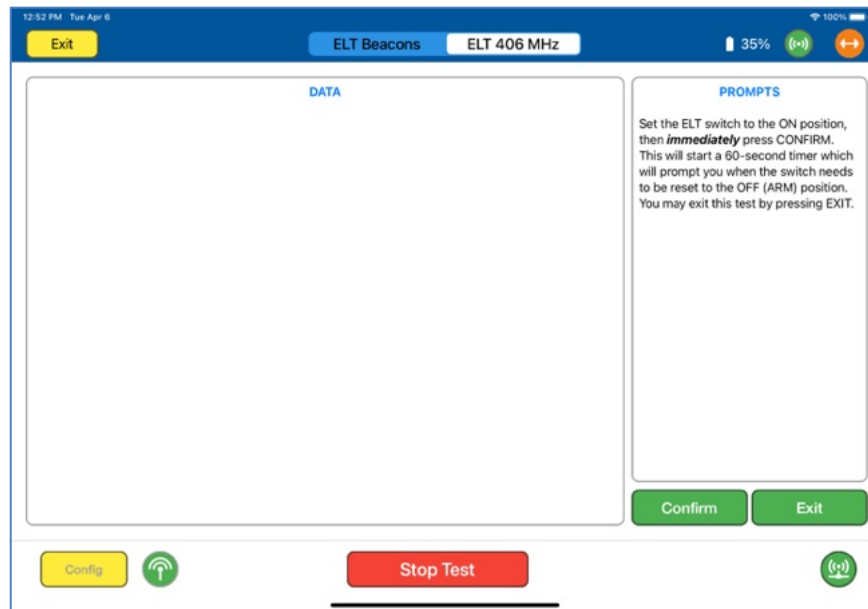 12:52 PM Tue Apr 6
100%
Exit
ELT Beacons
ELT 406 MHz
35%
DATA
PROMPTS
Set the ELT switch to the ON position,
then immediately press CONFIRM.
This will start a 60-second timer which
will prompt you when the switch needs
to be reset to the OFF (ARM) position.
You may exit this test by pressing EXIT.
Confirm
Exit
Config
Stop Test